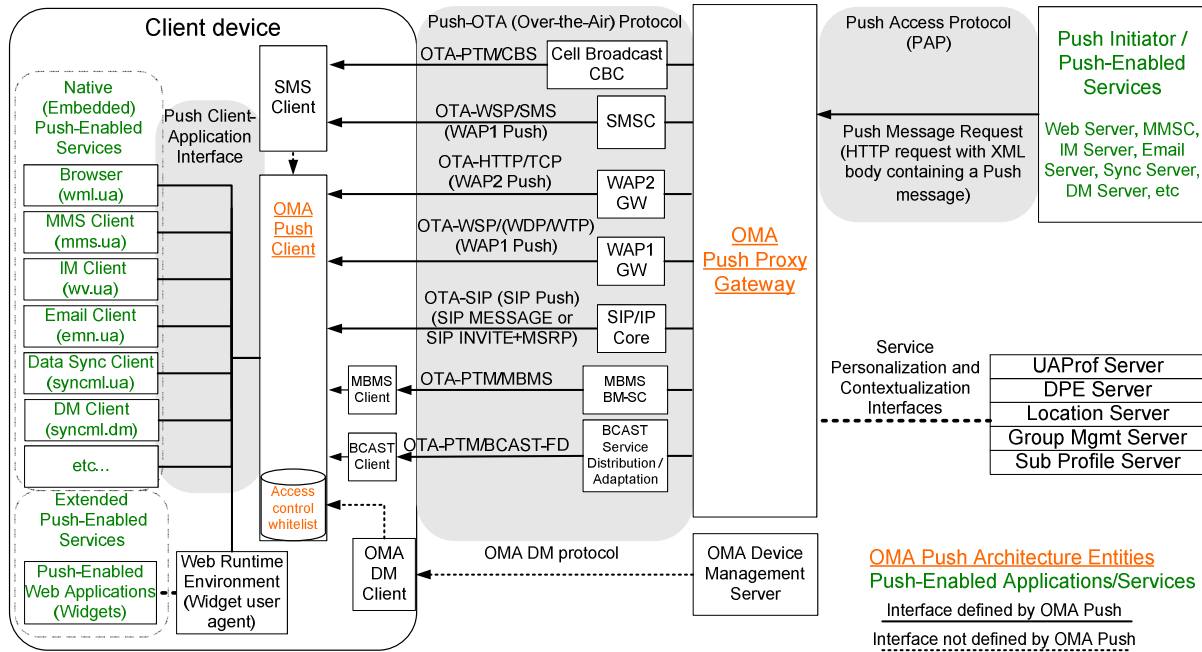 Client device
Native
(Embedded)
Push-Enabled
Services
Browser
(wml.ua)
MMS Client
(mms.ua)
IM Client
(wv.ua)
Email Client
(emn.ua)
Data Sync Client
(syncml.ua)
DM Client
(syncml.dm)
etc...
Extended
Push-Enabled
Services
Push-Enabled
Web Applications
(Widgets)
Push Client-
Application
Interface
Web Runtime
Environment
(Widget user
agent)
SMS
Client
OMA
Push
Client
Access
control
whitelist
MBMS
Client
BCAST
Client
OMA
DM
Client
Push-OTA (Over-the-Air) Protocol
OTA-PTM/CBS
Cell Broadcast
CBC
OTA-WSP/SMS
(WAP1 Push)
SMSC
OTA-HTTP/TCP
(WAP2 Push)
WAP2
GW
OTA-WSP/(WDP/WTP)
(WAP1 Push)
WAP1
GW
OTA-SIP (SIP Push)
(SIP MESSAGE or
SIP INVITE+MSRP)
SIP/IP
Core
OTA-PTM/MBMS
MBMS
BM-SC
OTA-PTM/BCAST-FD
BCAST
Service
Distribution /
Adaptation
OMA DM protocol
OMA
Push Proxy
Gateway
OMA Device
Management
Server
Push Access Protocol
(PAP)
Push Message Request
(HTTP request with XML
body containing a Push
message)
Push Initiator /
Push-Enabled
Services
Web Server, MMSC,
IM Server, Email
Server, Sync Server,
DM Server, etc
Service
Personalization and
Contextualization
Interfaces
UAProf Server
DPE Server
Location Server
Group Mgmt Server
Sub Profile Server
OMA Push Architecture Entities
Push-Enabled Applications/Services
Interface defined by OMA Push
Interface not defined by OMA Push